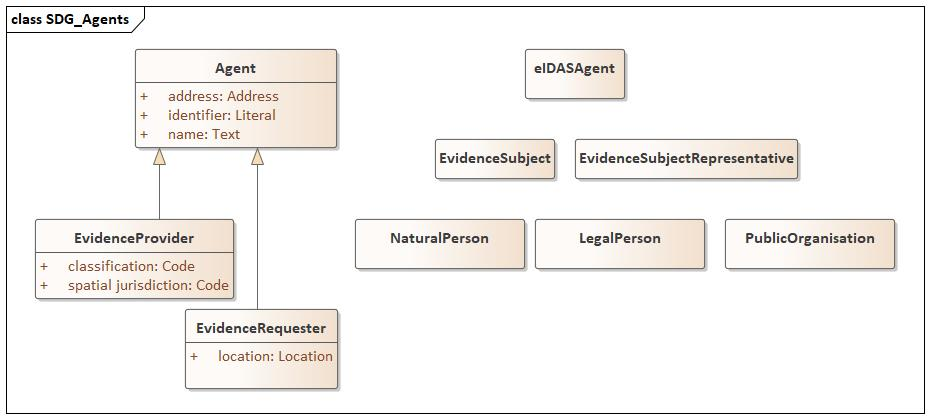 class SDG_Agents
Agent
+ address: Address
+ identifier: Literal
+ name: Text
eIDASAgent
EvidenceSubject
EvidenceSubjectRepresentative
EvidenceProvider
+ classification: Code
+ spatial jurisdiction: Code
NaturalPerson
LegalPerson
PublicOrganisation
EvidenceRequester
+ location: Location